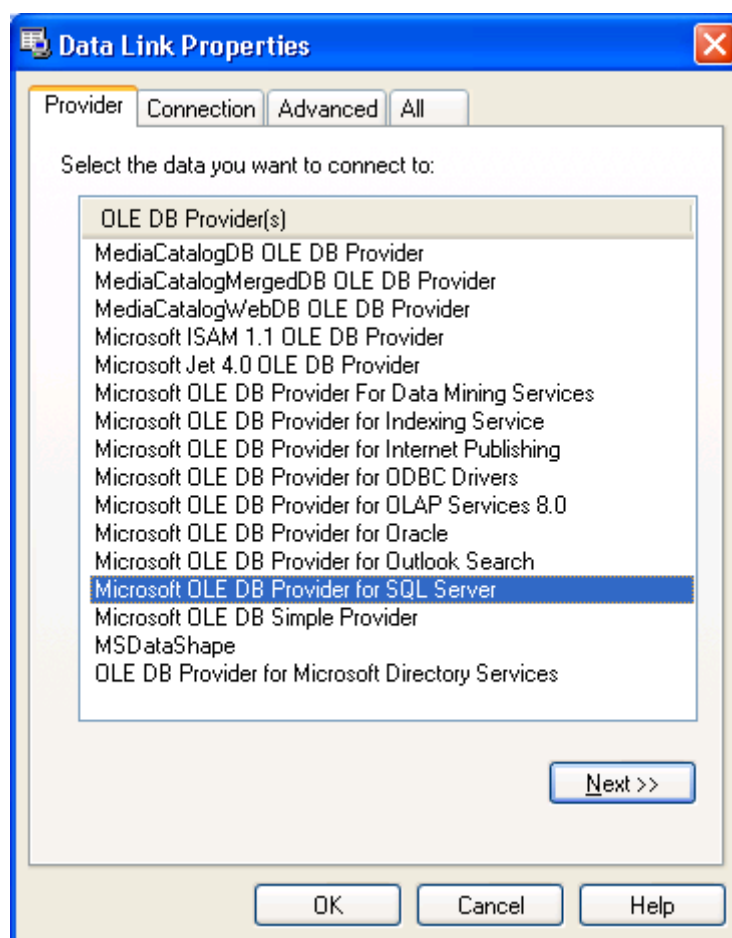 Data Link Properties
Provider Connection Advanced All
Select the data you want to connect to:
OLE DB Provider(s)
MediaCatalogDB OLE DB Provider
MediaCatalogMergedDB OLE DB Provider
MediaCatalogWebDB OLE DB Provider
Microsoft ISAM 1.1 OLE DB Provider
Microsoft Jet 4.0 OLE DB Provider
Microsoft OLE DB Provider For Data Mining Services
Microsoft OLE DB Provider for Indexing Service
Microsoft OLE DB Provider for Internet Publishing
Microsoft OLE DB Provider for ODBC Drivers
Microsoft OLE DB Provider for OLAP Services 8.0
Microsoft OLE DB Provider for Oracle
Microsoft OLE DB Provider for Outlook Search
Microsoft OLE DB Provider for SQL Server
Microsoft OLE DB Simple Provider
MSDataShape
OLE DB Provider for Microsoft Directory Services
Next >>
OK Cancel Help